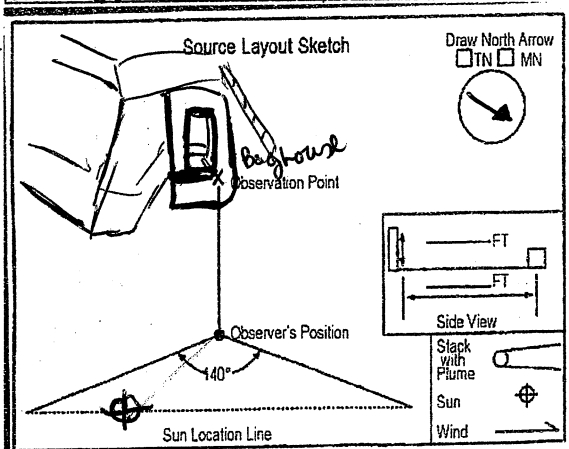 Source Layout Sketch
Draw North Arrow
TN MN
Baghouse
Observation Point
FT
FT
Side View
Observer's Position
140°
Stack
with
Plume
Sun
Wind
Sun Location Line